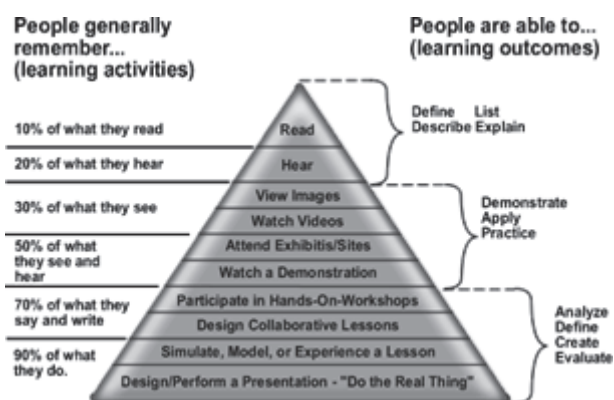 People generally
remember...
(learning activities)
People are able to...
(learning outcomes)
10% of what they read
20% of what they hear
30% of what they see
50% of what
they see and
hear
70% of what they
say and write
90% of what
they do.
Read
Hear
View Images
Watch Videos
Attend Exhibitis/Sites
Watch a Demonstration
Participate in Hands-On-Workshops
Design Collaborative Lessons
Simulate, Model, or Experience a Lesson
Design/Perform a Presentation - "Do the Real Thing"
Define List
Describe Explain
Demonstrate
Apply
Practice
Analyze
Define
Create
Evaluate